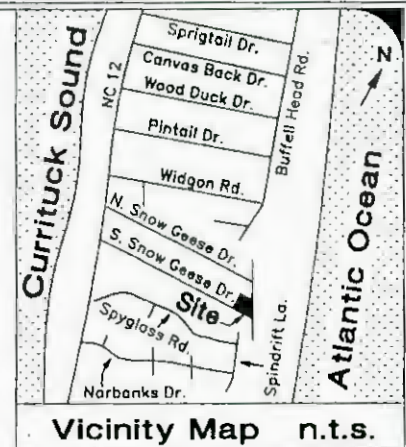 Sprigtail Dr.
Canvas Back Dr.
Wood Duck Dr.
Pintail Dr.
Widgon Rd.
N. Snow Geese Dr.
S. Snow Geese Dr.
Site
Spyglass Rd.
Norbanks Dr.
NC 12
Currituck Sound
Buffell Head Rd.
N
Spindrift La.
Atlantic Ocean
Vicinity Map n.t.s.